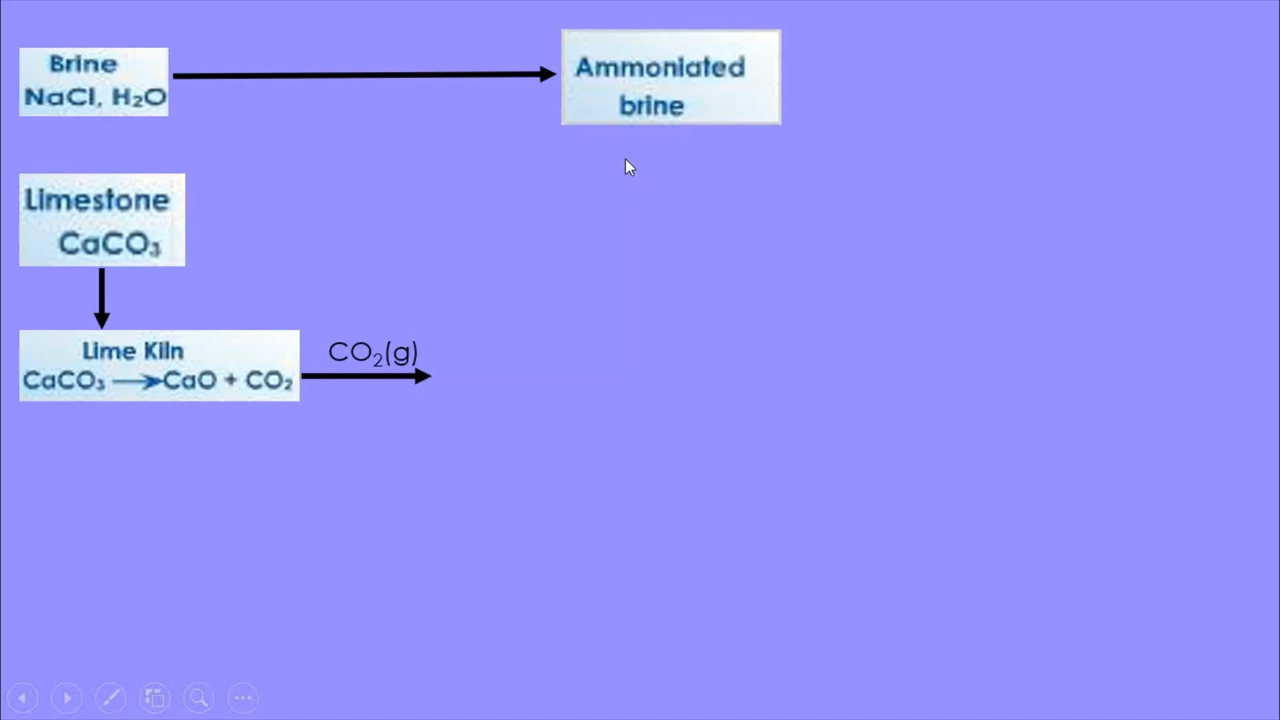 Brine
NaCl, H₂O
Ammoniated
brine
Limestone
CaCO₃
Lime Kiln
CaCO₃ ⟶ CaO + CO₂
CO₂(g)